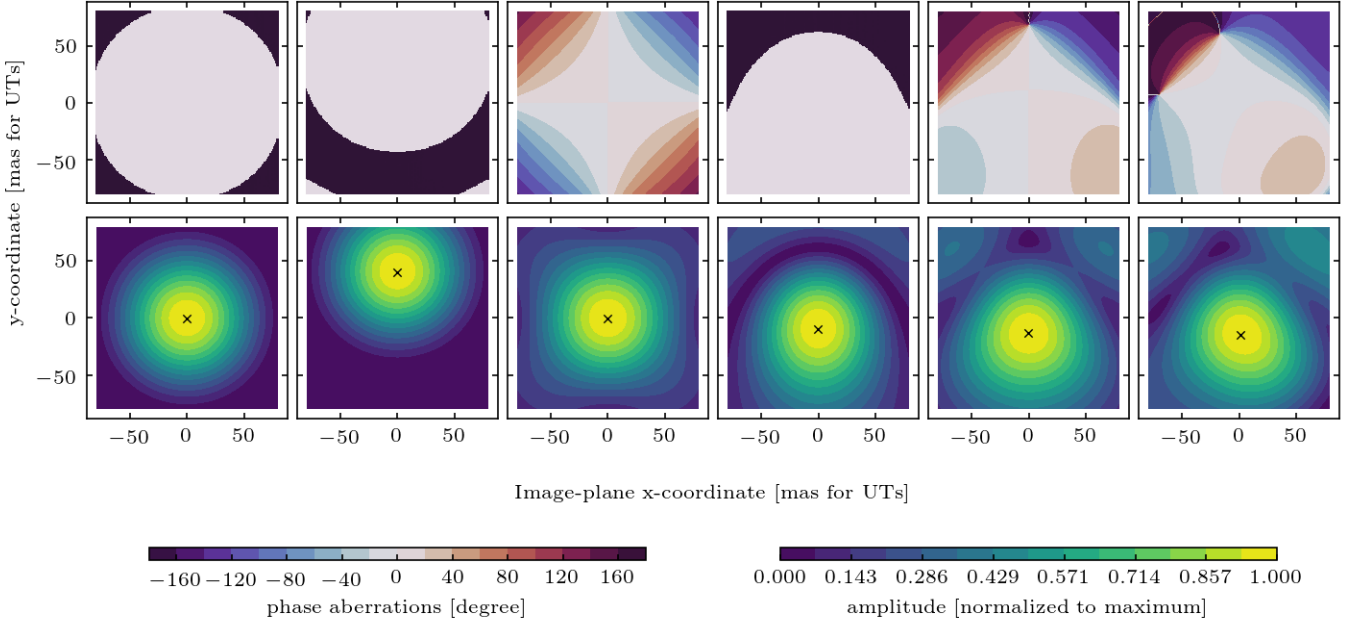 50
0
−50
50
0
−50
y-coordinate [mas for UTs]
−50 0 50 −50 0 50 −50 0 50 −50 0 50 −50 0 50 −50 0 50
Image-plane x-coordinate [mas for UTs]
−160 −120 −80 −40 0 40 80 120 160
phase aberrations [degree]
0.000 0.143 0.286 0.429 0.571 0.714 0.857 1.000
amplitude [normalized to maximum]